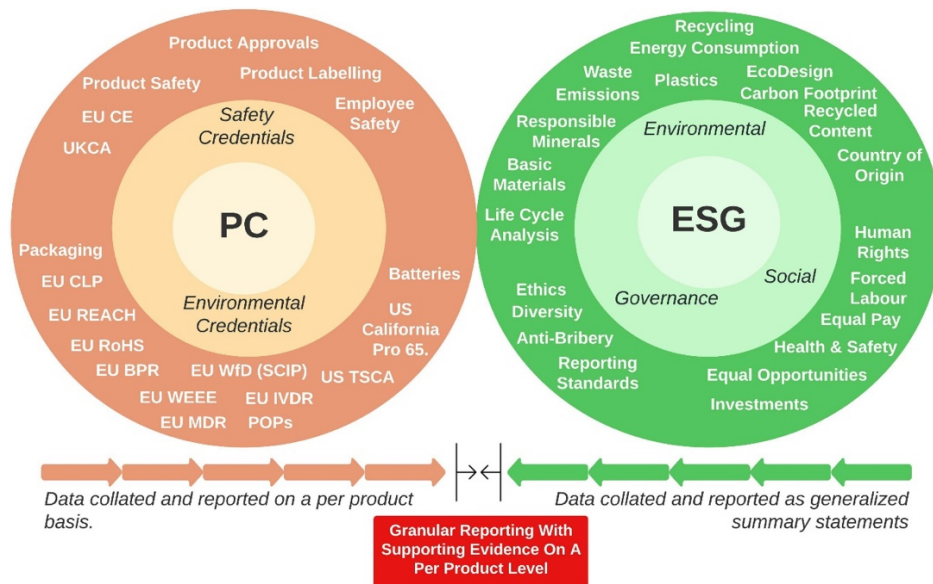 Product Approvals
Product Safety
Product Labelling
EU CE
Employee
Safety
UKCA
Safety
Credentials
PC
Environmental
Credentials
Packaging
EU CLP
EU REACH
EU RoHS
EU BPR
EU WfD (SCIP)
EU WEEE
EU IVDR
EU MDR
POPs
US TSCA
Batteries
US
California
Pro 65.
Recycling
Energy Consumption
Waste
Emissions
Plastics
EcoDesign
Carbon Footprint
Recycled
Content
Responsible
Minerals
Basic
Materials
Country of
Origin
Life Cycle
Analysis
Environmental
ESG
Social
Governance
Human
Rights
Forced
Labour
Equal Pay
Health & Safety
Equal Opportunities
Investments
Ethics
Diversity
Anti-Bribery
Reporting
Standards
Data collated and reported on a per product
basis.
Data collated and reported as generalized
summary statements
Granular Reporting With
Supporting Evidence On A
Per Product Level